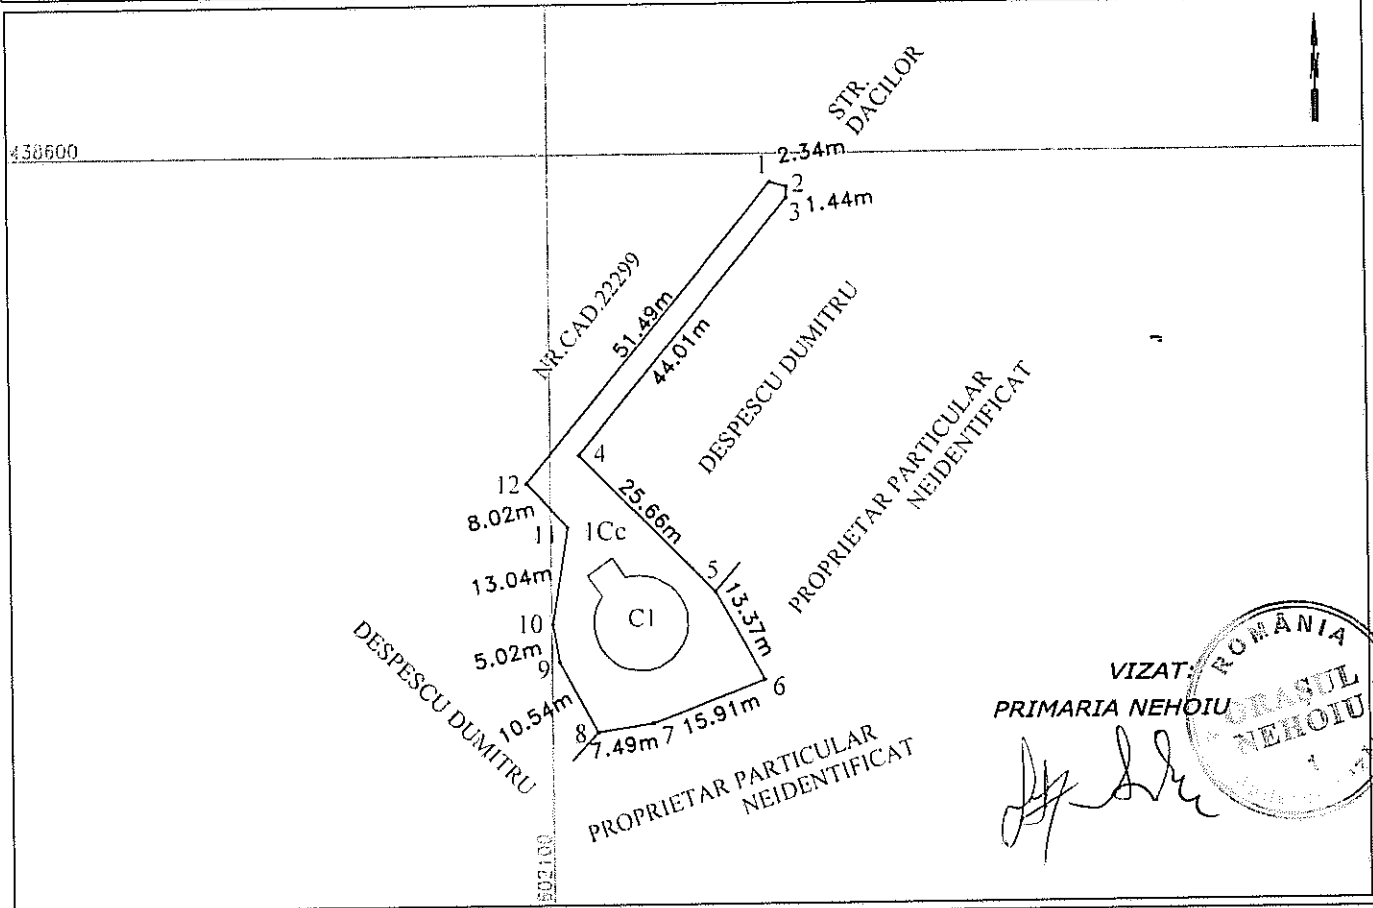 STR.
DACILOR
438600
1
2.34m
2
3
1.44m
NR.CAD.22299
51.49m
44.01m
DESPESCU DUMITRU
PROPRIETAR PARTICULAR
NEIDENTIFICAT
4
12
25.66m
8.02m
11
1Cc
5
13.04m
13.37m
C1
10
5.02m
9
DESPESCU DUMITRU
6
10.54m
8
7.49m
7
15.91m
PROPRIETAR PARTICULAR
NEIDENTIFICAT
VIZAT:
PRIMARIA NEHOIU
ROMÂNIA
ORASUL
NEHOIU
1
602100